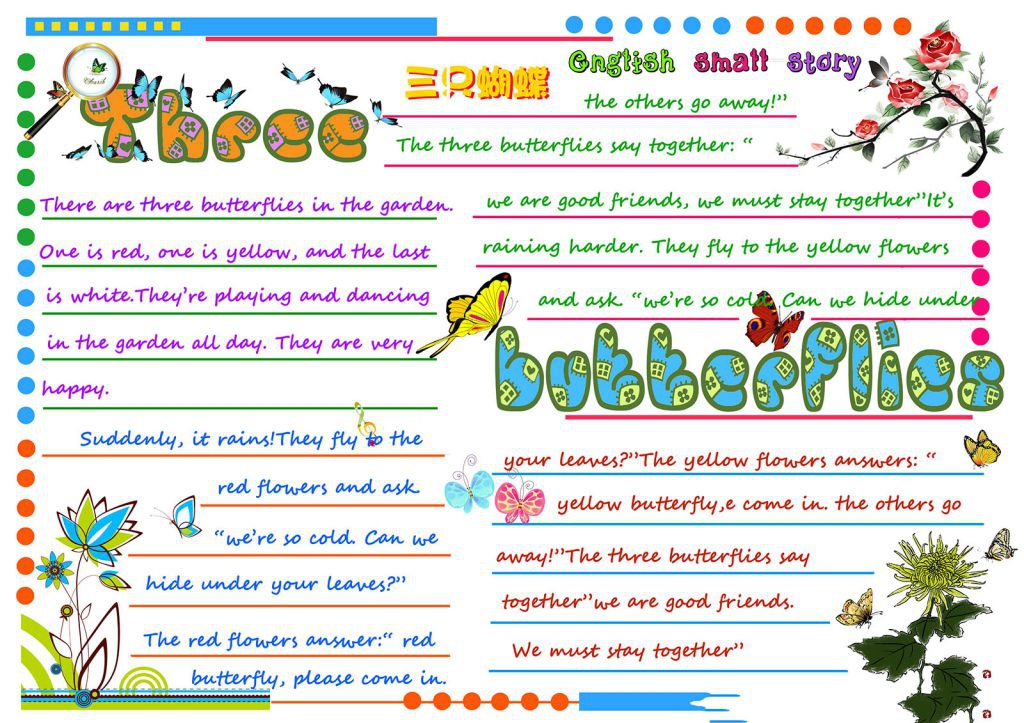 Three
三只蝴蝶
English small story
There are three butterflies in the garden.
One is red, one is yellow, and the last
is white.They're playing and dancing
in the garden all day. They are very
happy.
Suddenly, it rains!They fly to the
red flowers and ask.
“we're so cold. Can we
hide under your leaves?”
The red flowers answer:“ red
butterfly, please come in.
the others go away!”
The three butterflies say together: “
we are good friends, we must stay together”It's
raining harder. They fly to the yellow flowers
and ask. “we're so cold. Can we hide under
butterflies
your leaves?”The yellow flowers answers: “
yellow butterfly,e come in. the others go
away!”The three butterflies say
together”we are good friends.
We must stay together”